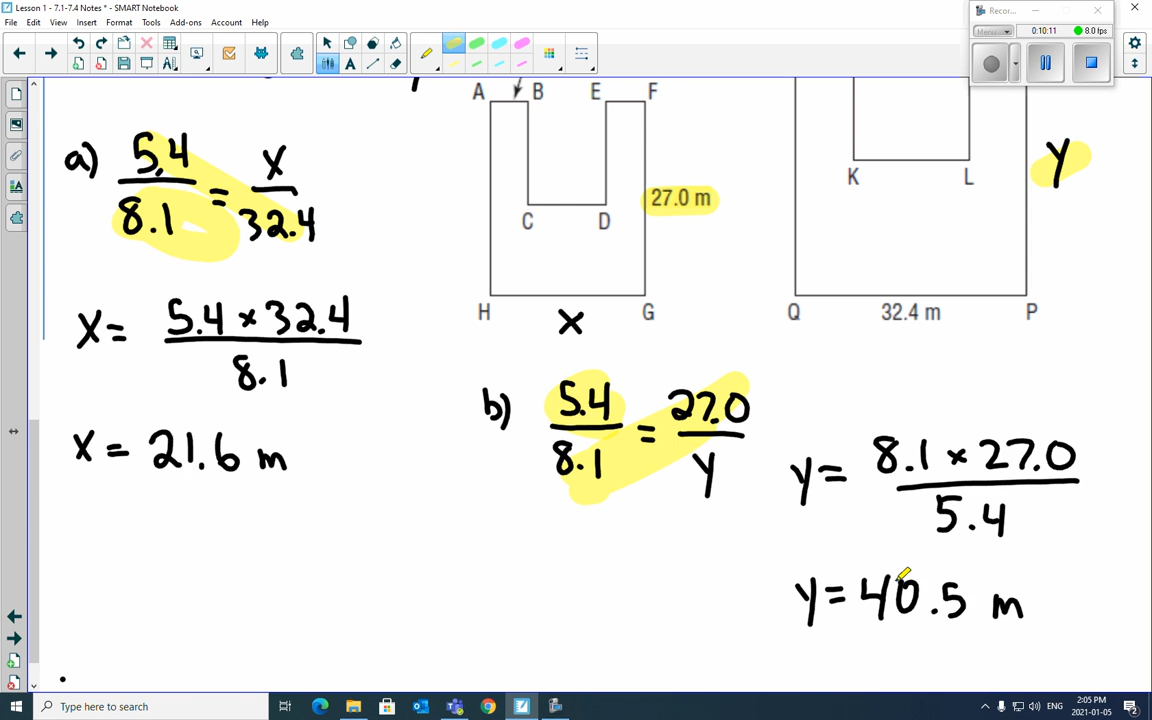 Lesson 1 - 7.1-7.4 Notes * - SMART Notebook
Recor...
File Edit View Insert Format Tools Add-ons Account Help
Menu
0:10:11
8.0 fps
A B E F
a) 5.4 / 8.1 = x / 32.4
K L
y
27.0 m
C D
H G
x
Q 32.4 m P
x = 5.4 × 32.4 / 8.1
b) 5.4 / 8.1 = 27.0 / y
x = 21.6 m
y = 8.1 × 27.0 / 5.4
y = 40.5 m
Type here to search
ENG
2:05 PM
2021-01-05
2